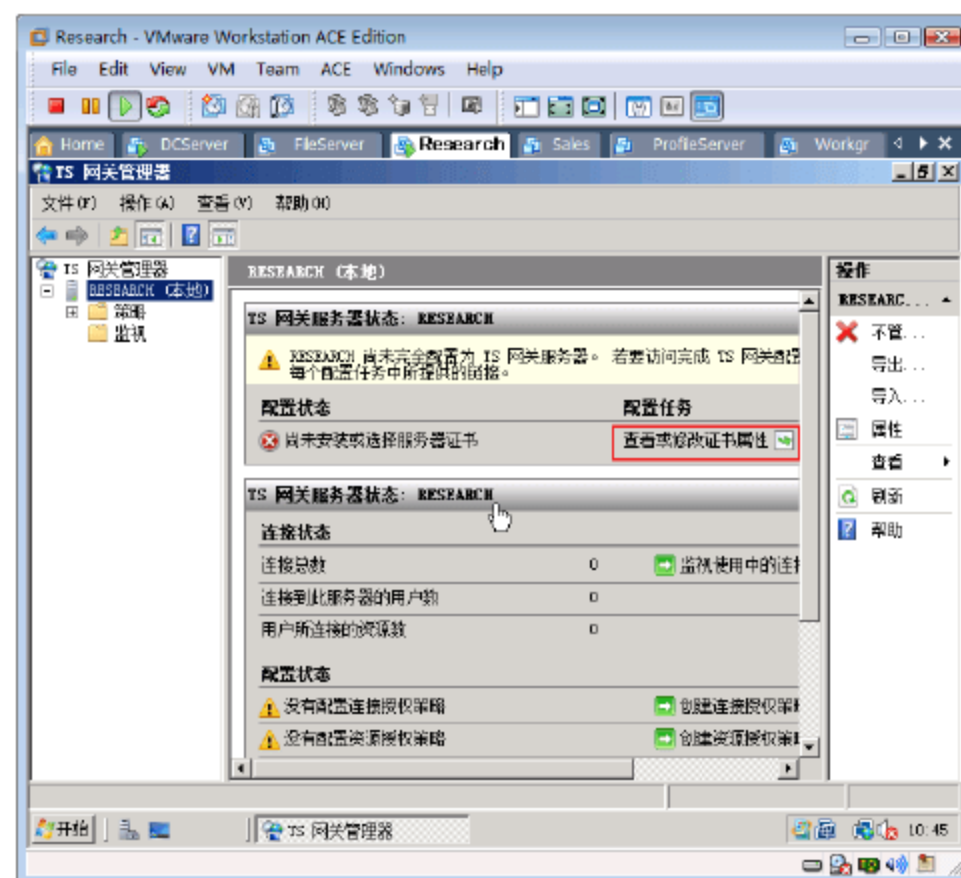 Research - VMware Workstation ACE Edition
File Edit View VM Team ACE Windows Help
Home DCServer FileServer Research Sales ProfileServer Workgr
TS 网关管理器
文件(F) 操作(A) 查看(V) 帮助(H)
TS 网关管理器
RESEARCH (本地)
策略
监视
RESEARCH (本地)
TS 网关服务器状态: RESEARCH
RESEARCH 尚未完全配置为 TS 网关服务器。 若要访问完成 TS 网关配置
每个配置任务中所提供的链接。
配置状态 配置任务
尚未安装或选择服务器证书 查看或修改证书属性
TS 网关服务器状态: RESEARCH
连接状态
连接总数 0 监视使用中的连接
连接到此服务器的用户数 0
用户所连接的资源数 0
配置状态
没有配置连接授权策略 创建连接授权策略
没有配置资源授权策略 创建资源授权策略
操作
RESEARC...
不管...
导出...
导入...
属性
查看
刷新
帮助
开始 TS 网关管理器 10:45